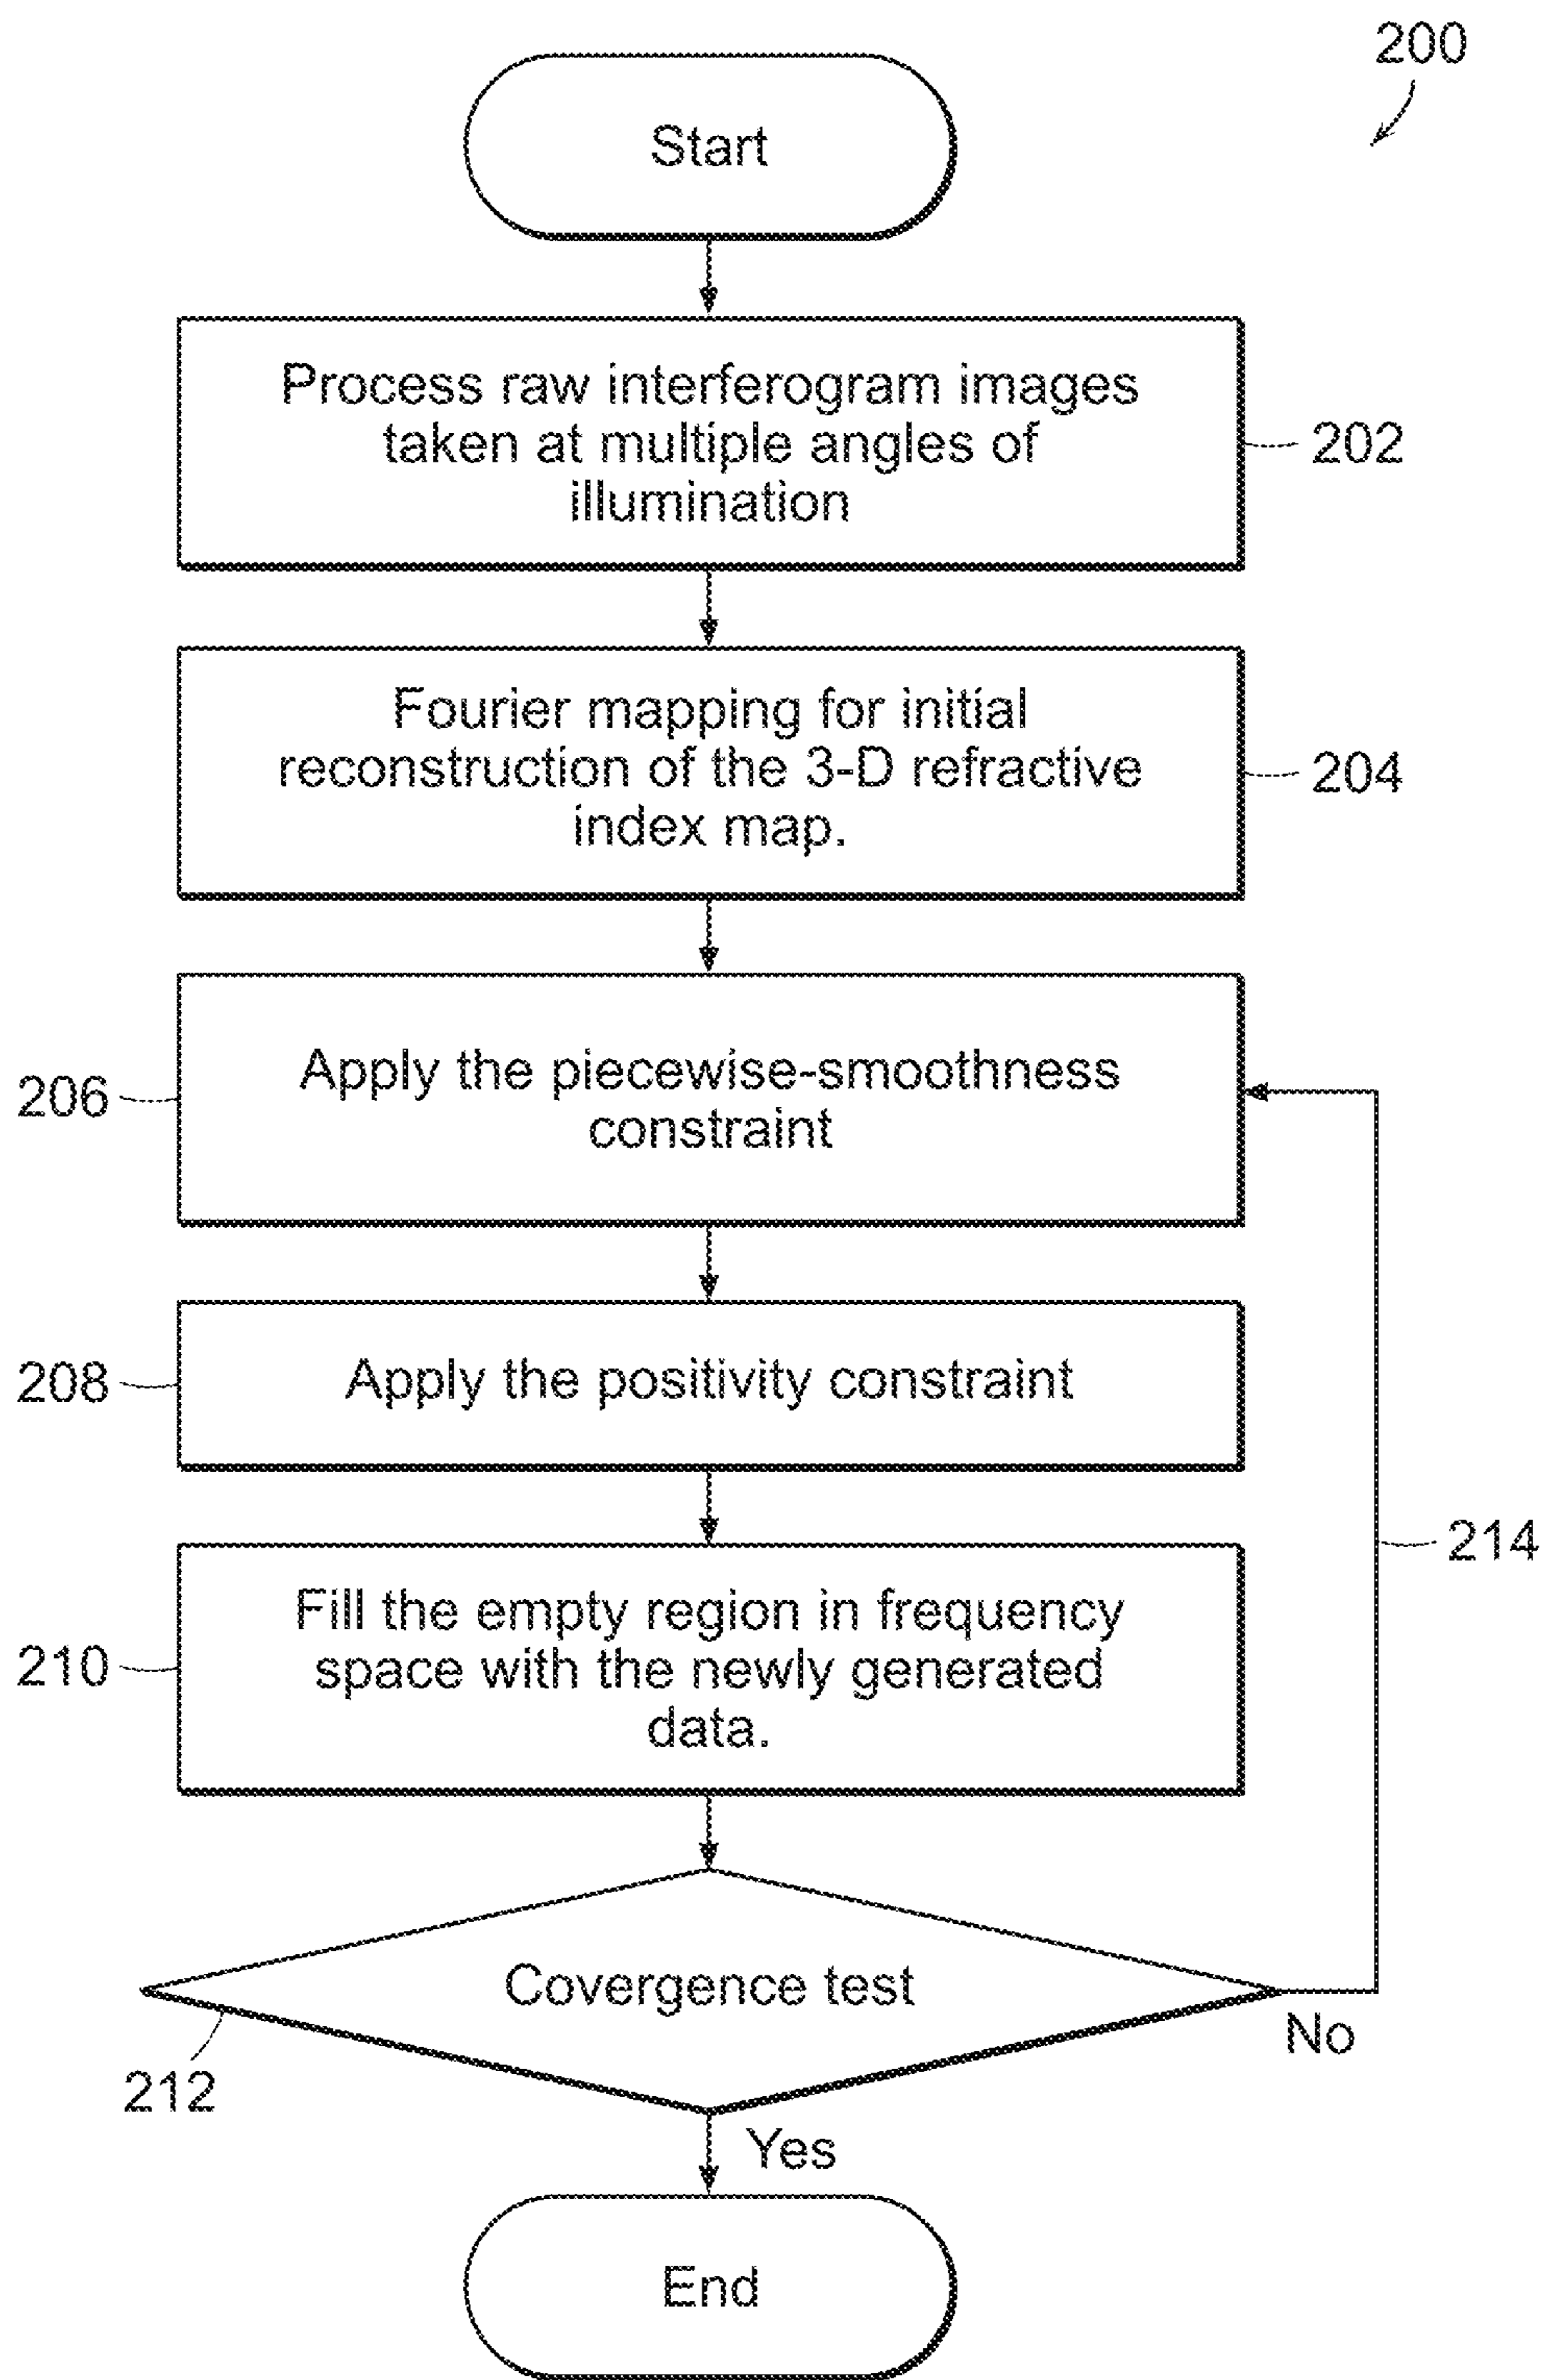 200
Start
Process raw interferogram images
taken at multiple angles of
illumination
202
Fourier mapping for initial
reconstruction of the 3-D refractive
index map.
204
Apply the piecewise-smoothness
constraint
206
Apply the positivity constraint
208
214
Fill the empty region in frequency
space with the newly generated
data.
210
Covergence test
No
212
Yes
End